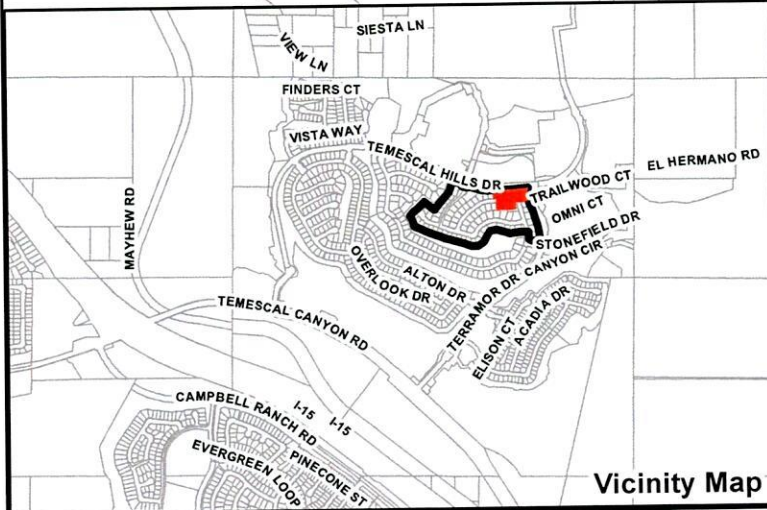 SIESTA LN
VIEW LN
FINDERS CT
VISTA WAY
TEMESCAL HILLS DR
EL HERMANO RD
TRAILWOOD CT
OMNI CT
STONEFIELD DR
MAYHEW RD
CANYON CIR
TERRAMOR DR
ALTON DR
OVERLOOK DR
ACADIA DR
ELISON CT
TEMESCAL CANYON RD
CAMPBELL RANCH RD
I-15
I-15
EVERGREEN LOOP
PINECONE ST
Vicinity Map